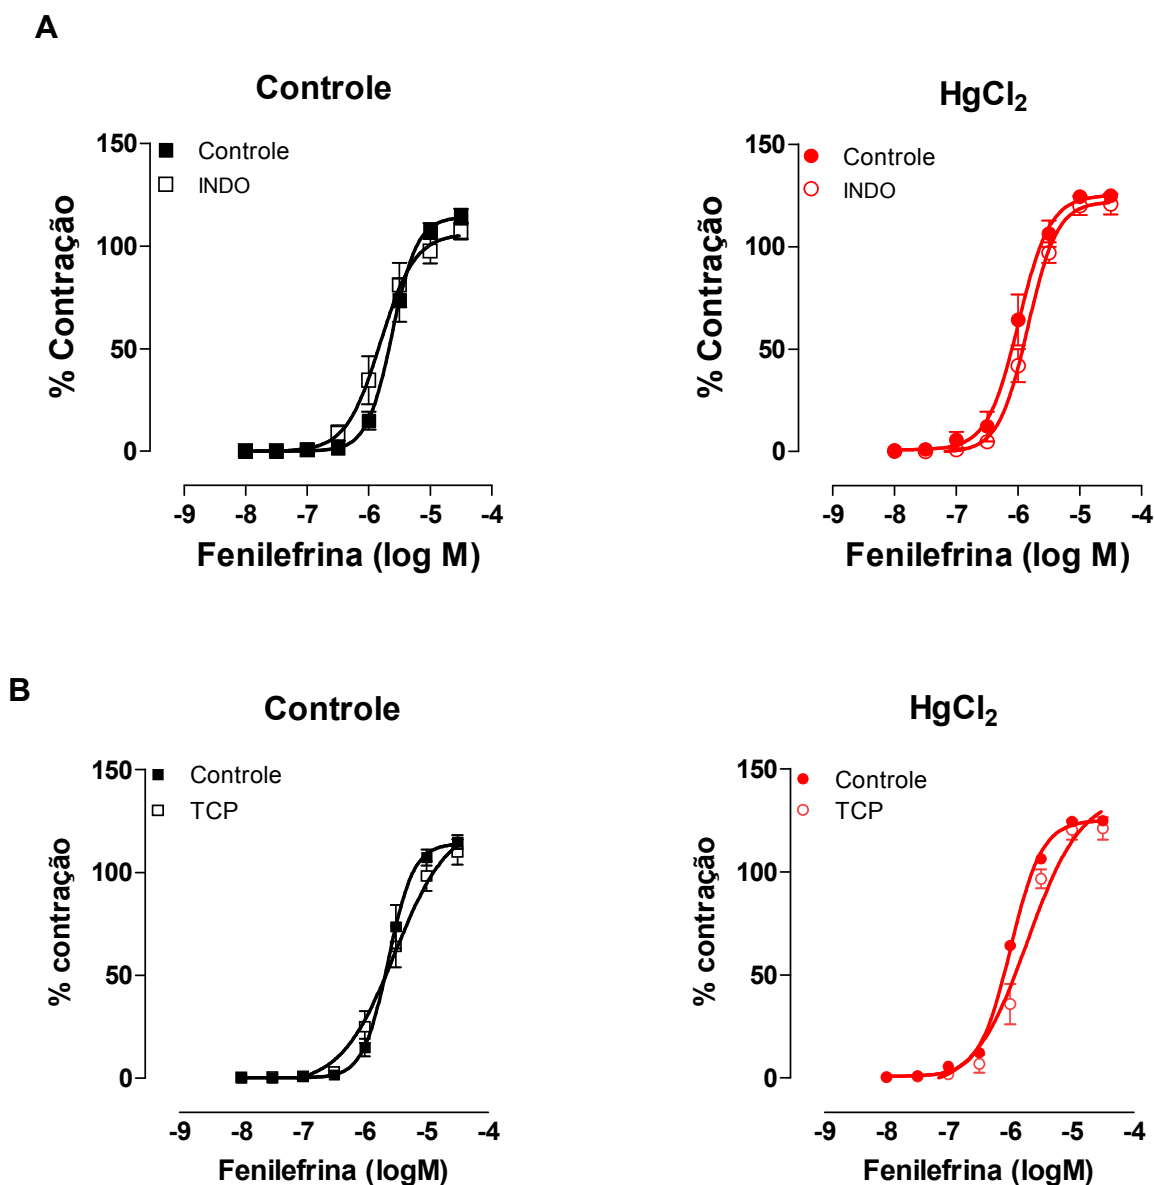 A
Controle
HgCl₂
150
Controle
INDO
100
50
0
% Contração
-9 -8 -7 -6 -5 -4
Fenilefrina (log M)
150
Controle
INDO
100
50
0
% Contração
-9 -8 -7 -6 -5 -4
Fenilefrina (log M)
B
Controle
HgCl₂
150
Controle
TCP
100
50
0
% contração
-9 -8 -7 -6 -5 -4
Fenilefrina (logM)
150
Controle
TCP
100
50
0
% contração
-9 -8 -7 -6 -5 -4
Fenilefrina (logM)